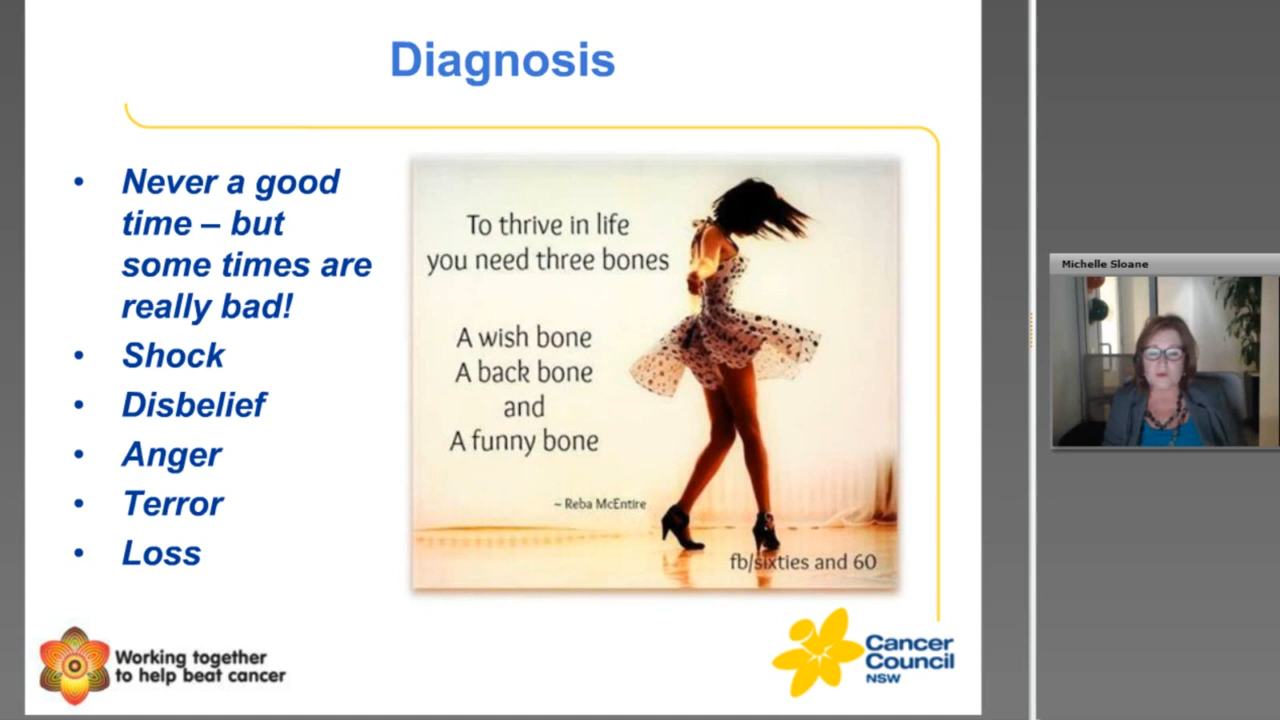 Diagnosis
• Never a good
time – but
some times are
really bad!
• Shock
• Disbelief
• Anger
• Terror
• Loss
To thrive in life
you need three bones
A wish bone
A back bone
and
A funny bone
~ Reba McEntire
fb/sixties and 60
Working together
to help beat cancer
Cancer
Council
NSW
Michelle Sloane